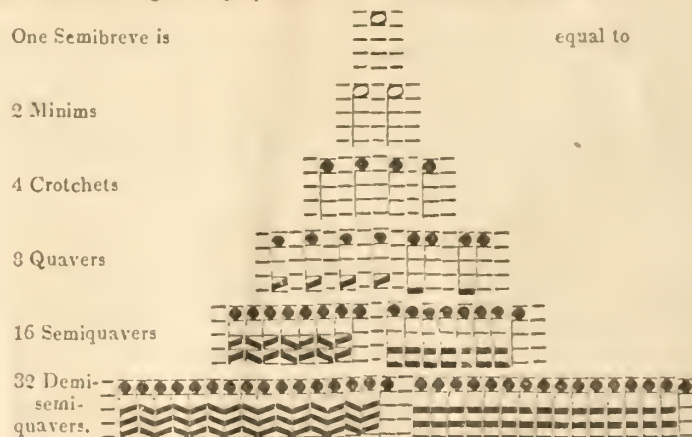 One Semibreve is equal to
2 Minims
4 Crotchets
8 Quavers
16 Semiquavers
32 Demi-
semi-
quavers.